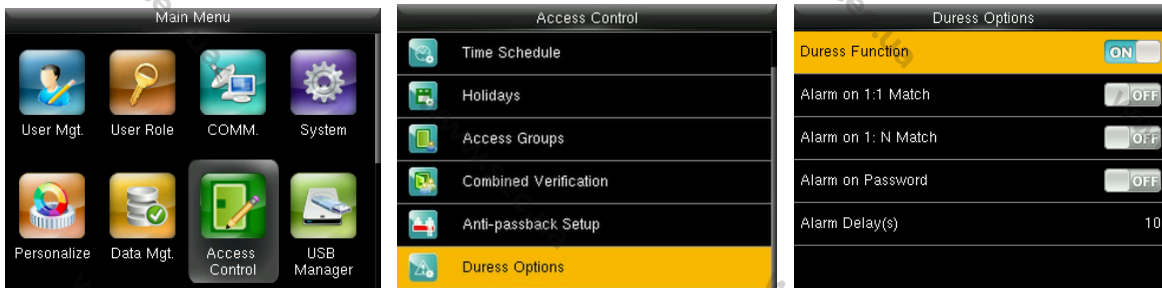 Main Menu
User Mgt.
User Role
COMM.
System
Personalize
Data Mgt.
Access
Control
USB
Manager
Access Control
Time Schedule
Holidays
Access Groups
Combined Verification
Anti-passback Setup
Duress Options
Duress Options
Duress Function ON
Alarm on 1:1 Match OFF
Alarm on 1: N Match OFF
Alarm on Password OFF
Alarm Delay(s) 10